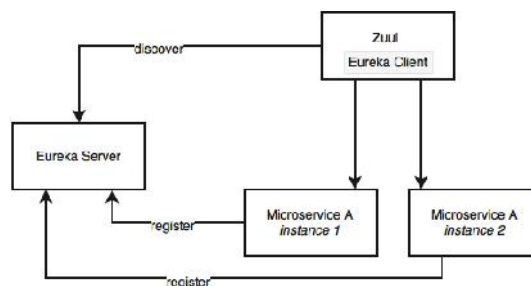 Zuul
Eureka Client
discover
Eureka Server
Microservice A
instance 1
Microservice A
instance 2
register
register